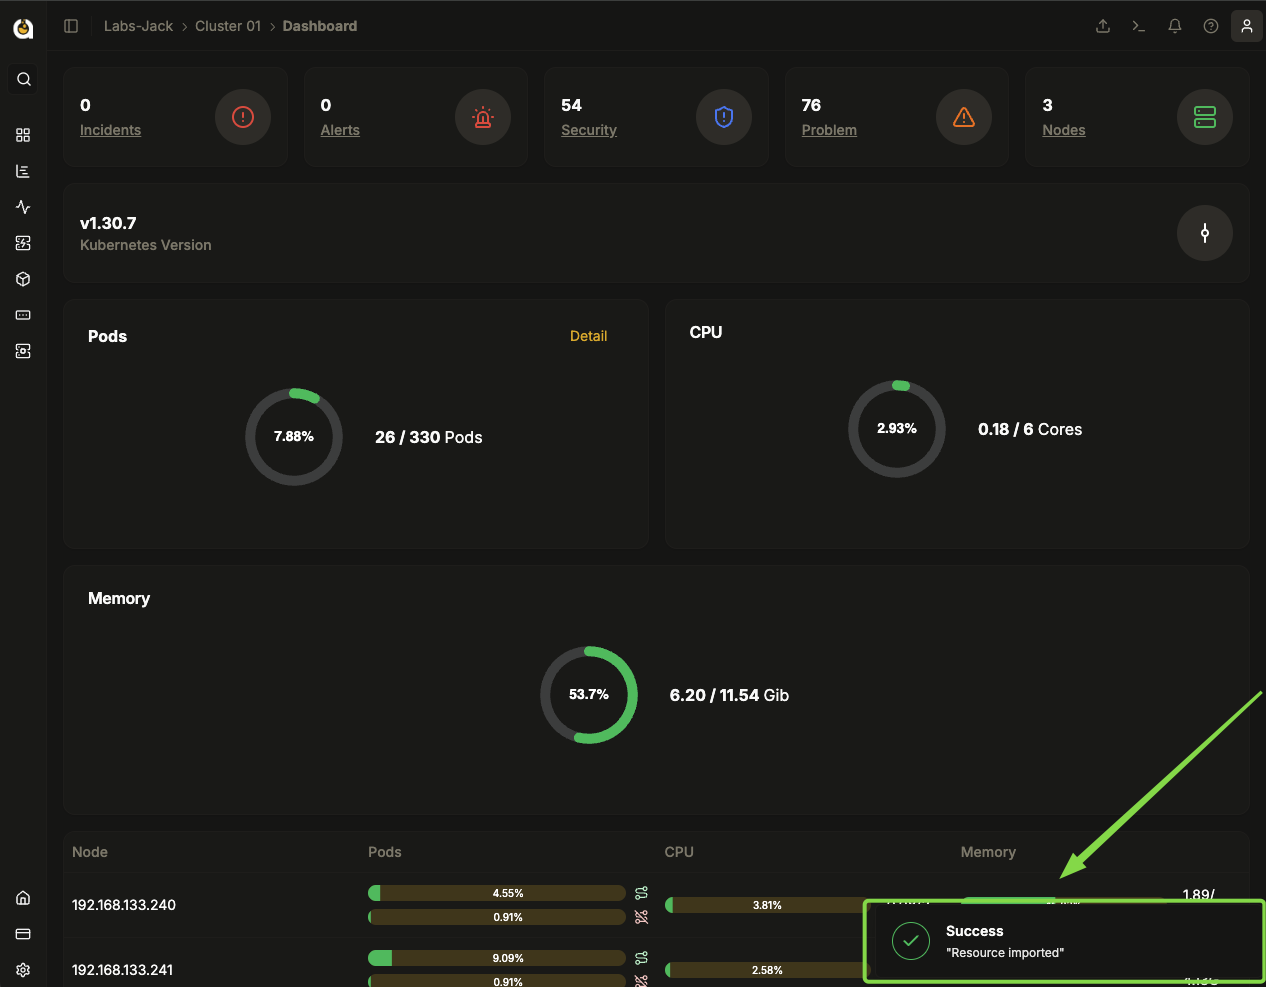 Labs-Jack > Cluster 01 > Dashboard
0
Incidents
0
Alerts
54
Security
76
Problem
3
Nodes
v1.30.7
Kubernetes Version
Pods
Detail
7.88%
26 / 330 Pods
CPU
2.93%
0.18 / 6 Cores
Memory
53.7%
6.20 / 11.54 Gib
Node Pods CPU Memory
192.168.133.240
4.55%
0.91%
3.81%
1.89/
192.168.133.241
9.09%
0.91%
2.58%
Success
"Resource imported"